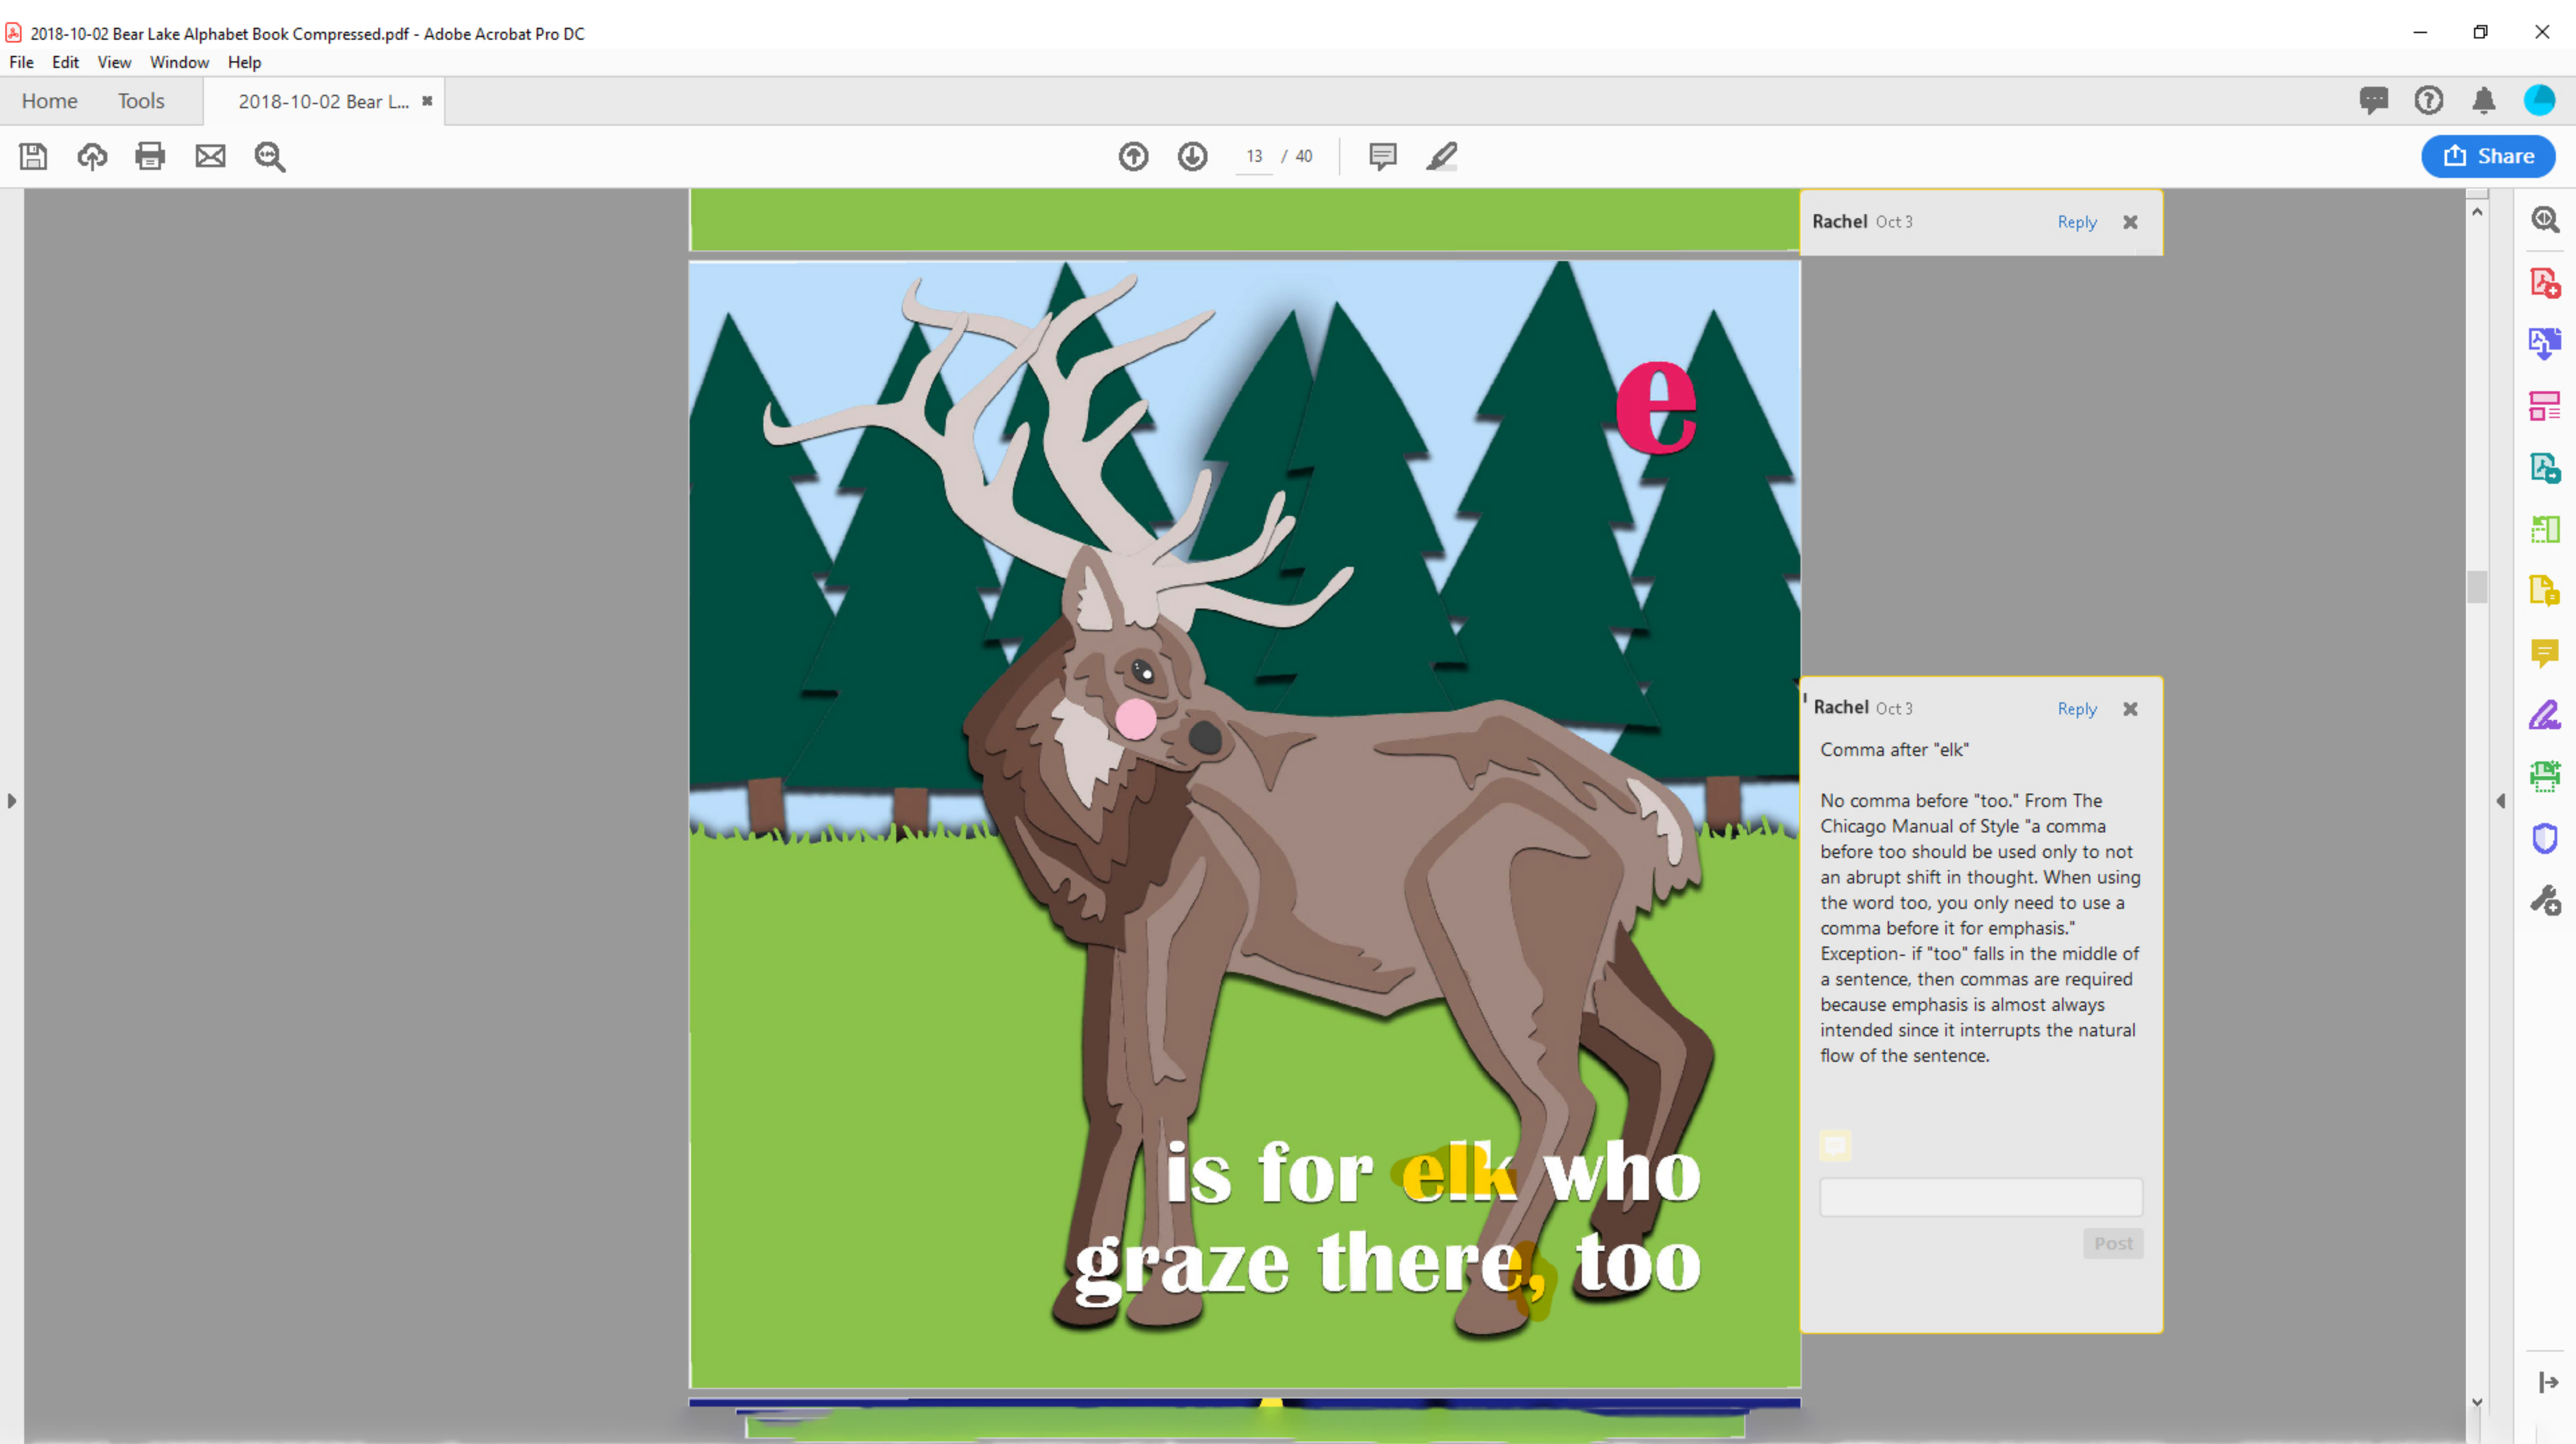 2018-10-02 Bear Lake Alphabet Book Compressed.pdf - Adobe Acrobat Pro DC
File Edit View Window Help
Home Tools 2018-10-02 Bear L...
13 / 40
Share
Rachel Oct 3 Reply
e
Rachel Oct 3 Reply
Comma after "elk"
No comma before "too." From The
Chicago Manual of Style "a comma
before too should be used only to not
an abrupt shift in thought. When using
the word too, you only need to use a
comma before it for emphasis."
Exception- if "too" falls in the middle of
a sentence, then commas are required
because emphasis is almost always
intended since it interrupts the natural
flow of the sentence.
Post
is for elk who
graze there, too